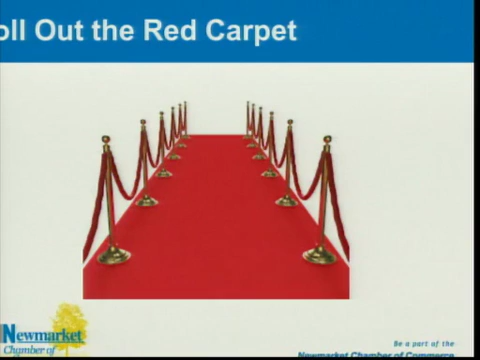 oll Out the Red Carpet
Newmarket
Chamber of
Be a part of the
Newmarket Chamber of Commerce